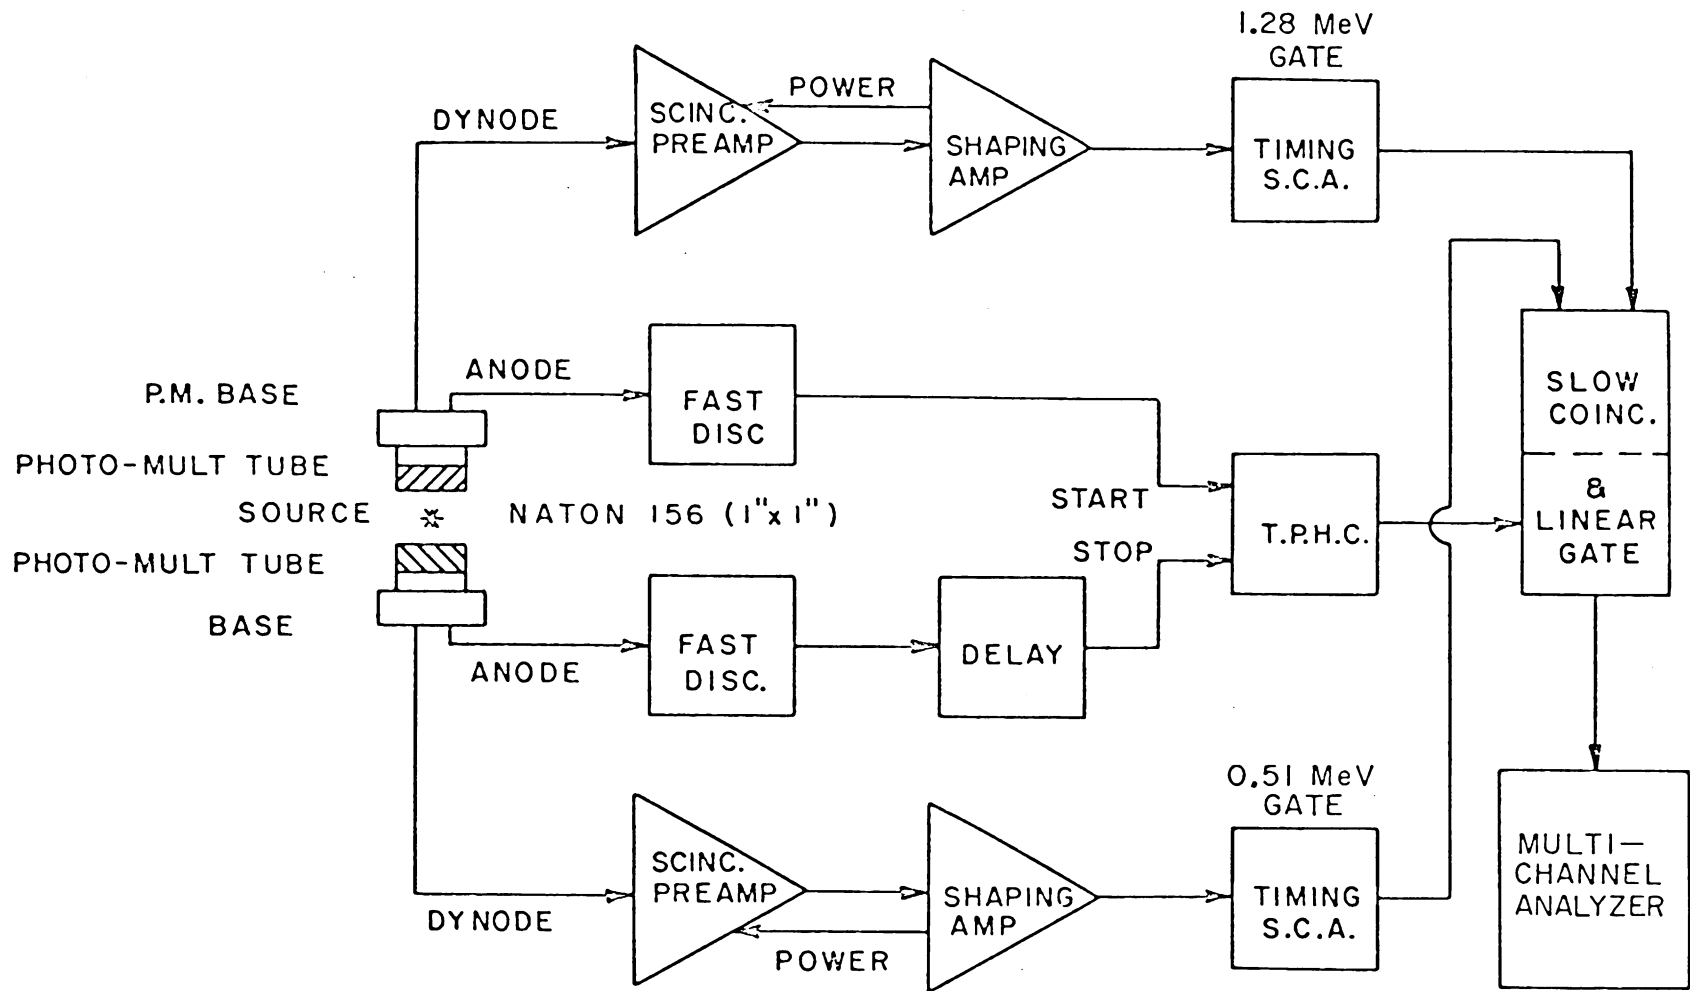 1.28 MeV
GATE
POWER
SCINC.
PREAMP
DYNODE
SHAPING
AMP
TIMING
S.C.A.
ANODE
P.M. BASE
FAST
DISC
SLOW
COINC.
PHOTO-MULT TUBE
SOURCE
NATON 156 (1"x 1")
START
&
LINEAR
GATE
T.P.H.C.
STOP
PHOTO-MULT TUBE
BASE
ANODE
FAST
DISC.
DELAY
0.51 MeV
GATE
SCINC.
PREAMP
SHAPING
AMP
TIMING
S.C.A.
DYNODE
POWER
MULTI-
CHANNEL
ANALYZER